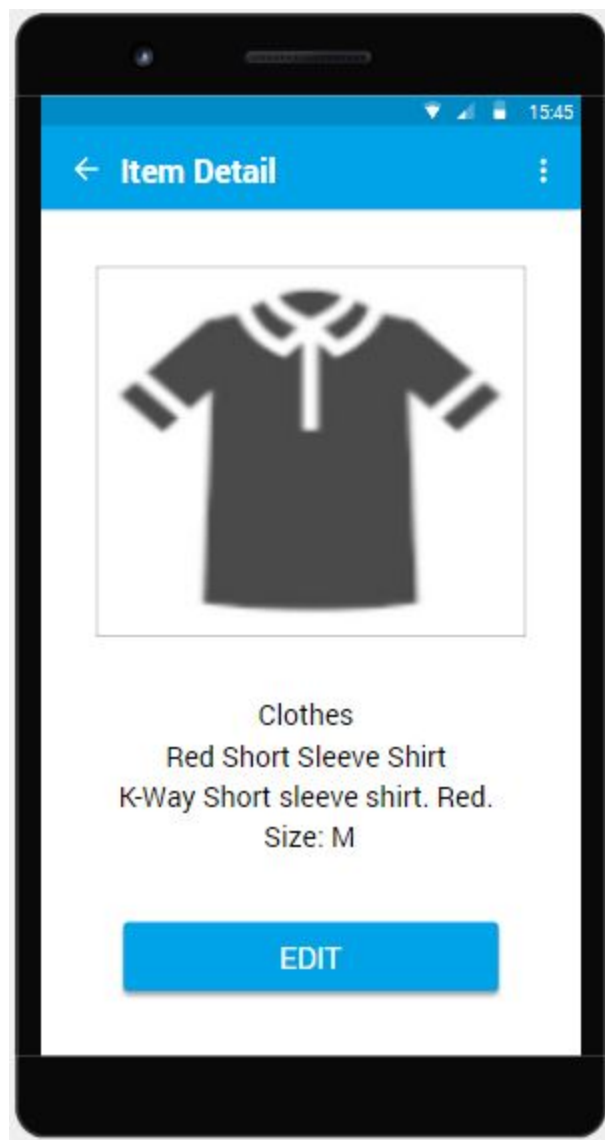 15:45
Item Detail
Clothes
Red Short Sleeve Shirt
K-Way Short sleeve shirt. Red.
Size: M
EDIT